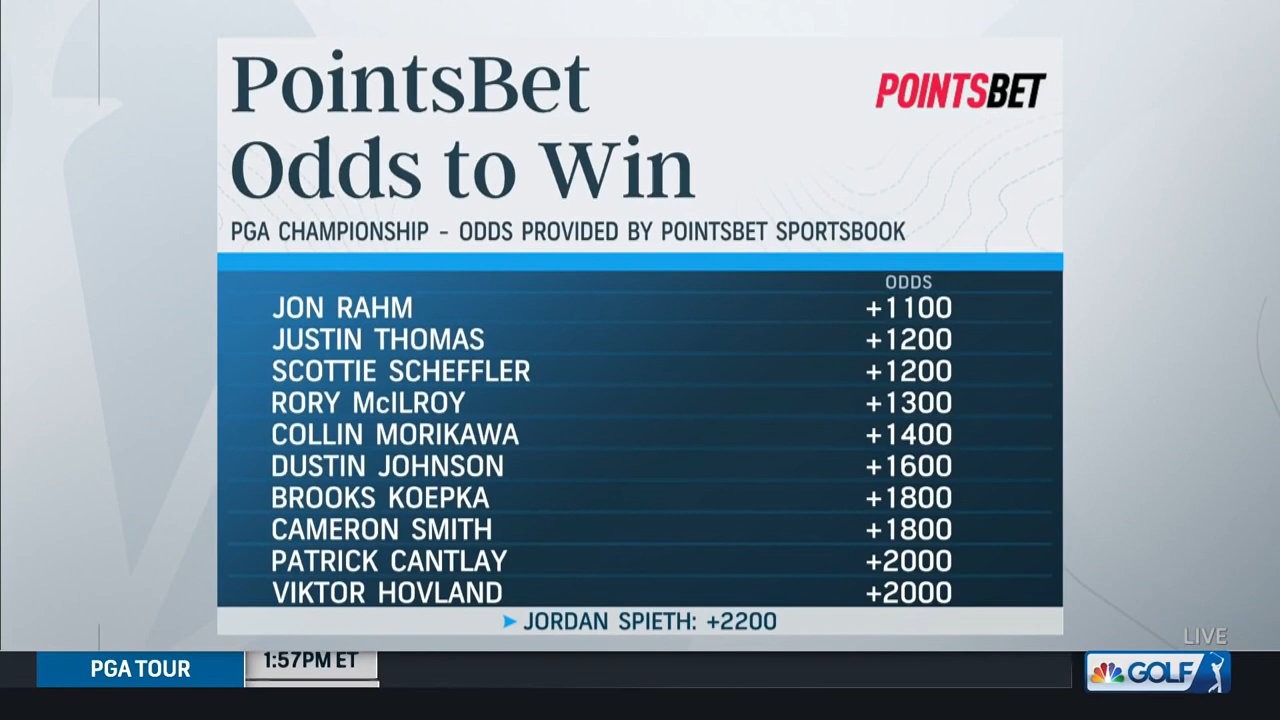 PointsBet
Odds to Win
POINTSBET
PGA CHAMPIONSHIP - ODDS PROVIDED BY POINTSBET SPORTSBOOK
ODDS
JON RAHM +1100
JUSTIN THOMAS +1200
SCOTTIE SCHEFFLER +1200
RORY McILROY +1300
COLLIN MORIKAWA +1400
DUSTIN JOHNSON +1600
BROOKS KOEPKA +1800
CAMERON SMITH +1800
PATRICK CANTLAY +2000
VIKTOR HOVLAND +2000
JORDAN SPIETH: +2200
LIVE
PGA TOUR 1:57PM ET GOLF